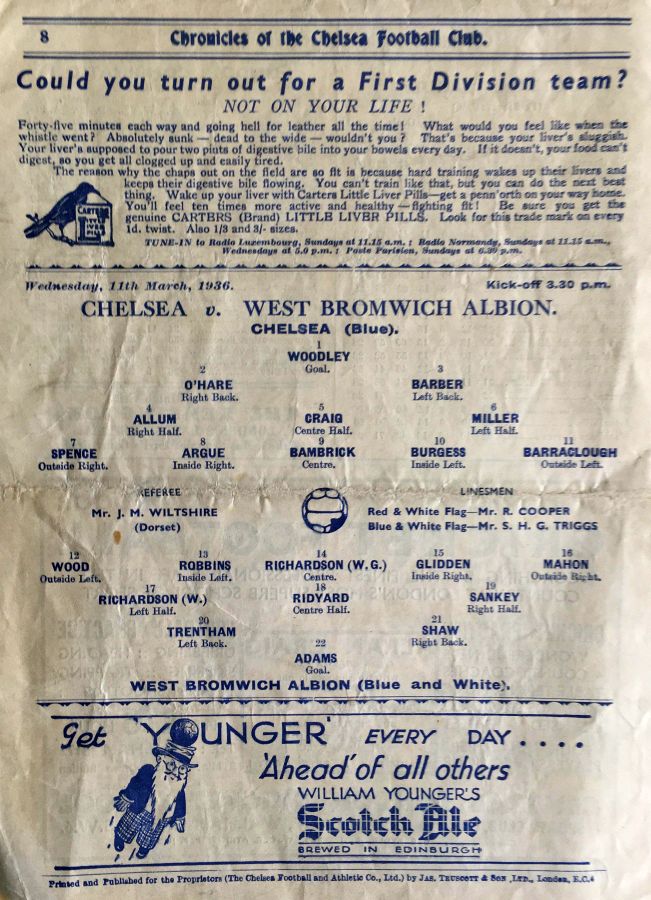 8 Chronicles of the Chelsea Football Club.
Could you turn out for a First Division team?
NOT ON YOUR LIFE !
Forty-five minutes each way and going hell for leather all the time! What would you feel like when the
whistle went? Absolutely sunk — dead to the wide — wouldn't you? That's because your liver's sluggish.
Your liver's supposed to pour two pints of digestive bile into your bowels every day. If it doesn't, your food can't
digest, so you get all clogged up and easily tired.
The reason why the chaps out on the field are so fit is because hard training wakes up their livers and
keeps their digestive bile flowing. You can't train like that, but you can do the next best
thing. Wake up your liver with Carters Little Liver Pills—get a penn'orth on your way home.
You'll feel ten times more active and healthy—fighting fit! Be sure you get the
genuine CARTERS (Brand) LITTLE LIVER PILLS. Look for this trade mark on every
1d. twist. Also 1/3 and 3/- sizes.
CARTERS
LITTLE
LIVER
PILLS
TUNE-IN to Radio Luxembourg, Sundays at 11.15 a.m. ; Radio Normandy, Sundays at 11.15 a.m.,
Wednesdays at 5.0 p.m. ; Poste Parisien, Sundays at 6.30 p.m.
Wednesday, 11th March, 1936. Kick-off 3.30 p.m.
CHELSEA v. WEST BROMWICH ALBION.
CHELSEA (Blue).
1
WOODLEY
Goal.
2 3
O'HARE BARBER
Right Back. Left Back.
4 5 6
ALLUM CRAIG MILLER
Right Half. Centre Half. Left Half.
7 8 9 10 11
SPENCE ARGUE BAMBRICK BURGESS BARRACLOUGH
Outside Right. Inside Right. Centre. Inside Left. Outside Left.
REFEREE LINESMEN
Mr. J. M. WILTSHIRE Red & White Flag—Mr. R. COOPER
(Dorset) Blue & White Flag—Mr. S. H. G. TRIGGS
12 13 14 15 16
WOOD ROBBINS RICHARDSON (W.G.) GLIDDEN MAHON
Outside Left. Inside Left. Centre. Inside Right. Outside Right.
17 18 19
RICHARDSON (W.) RIDYARD SANKEY
Left Half. Centre Half. Right Half.
20 21
TRENTHAM SHAW
Left Back. Right Back.
22
ADAMS
Goal.
WEST BROMWICH ALBION (Blue and White).
Get 'YOUNGER' EVERY DAY . . . .
'Ahead' of all others
WILLIAM YOUNGER'S
Scotch Ale
BREWED IN EDINBURGH
Printed and Published for the Proprietors (The Chelsea Football and Athletic Co., Ltd.) by JAS. TRUSCOTT & SON ,LTD., London, E.C.4